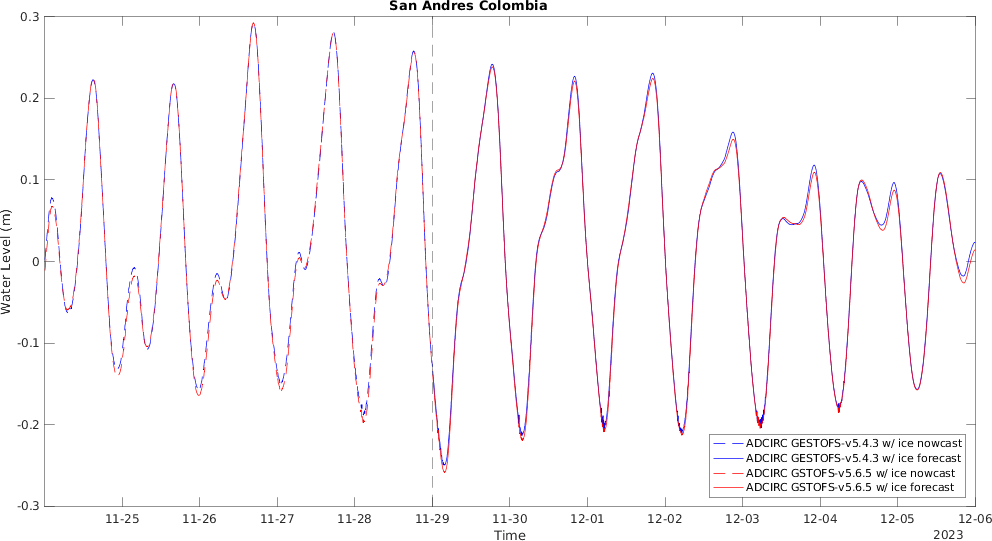 San Andres Colombia
Water Level (m)
0.3
0.2
0.1
0
-0.1
-0.2
-0.3
ADCIRC GESTOFS-v5.4.3 w/ ice nowcast
ADCIRC GESTOFS-v5.4.3 w/ ice forecast
ADCIRC GSTOFS-v5.6.5 w/ ice nowcast
ADCIRC GSTOFS-v5.6.5 w/ ice forecast
11-25 11-26 11-27 11-28 11-29 11-30 12-01 12-02 12-03 12-04 12-05 12-06
Time
2023